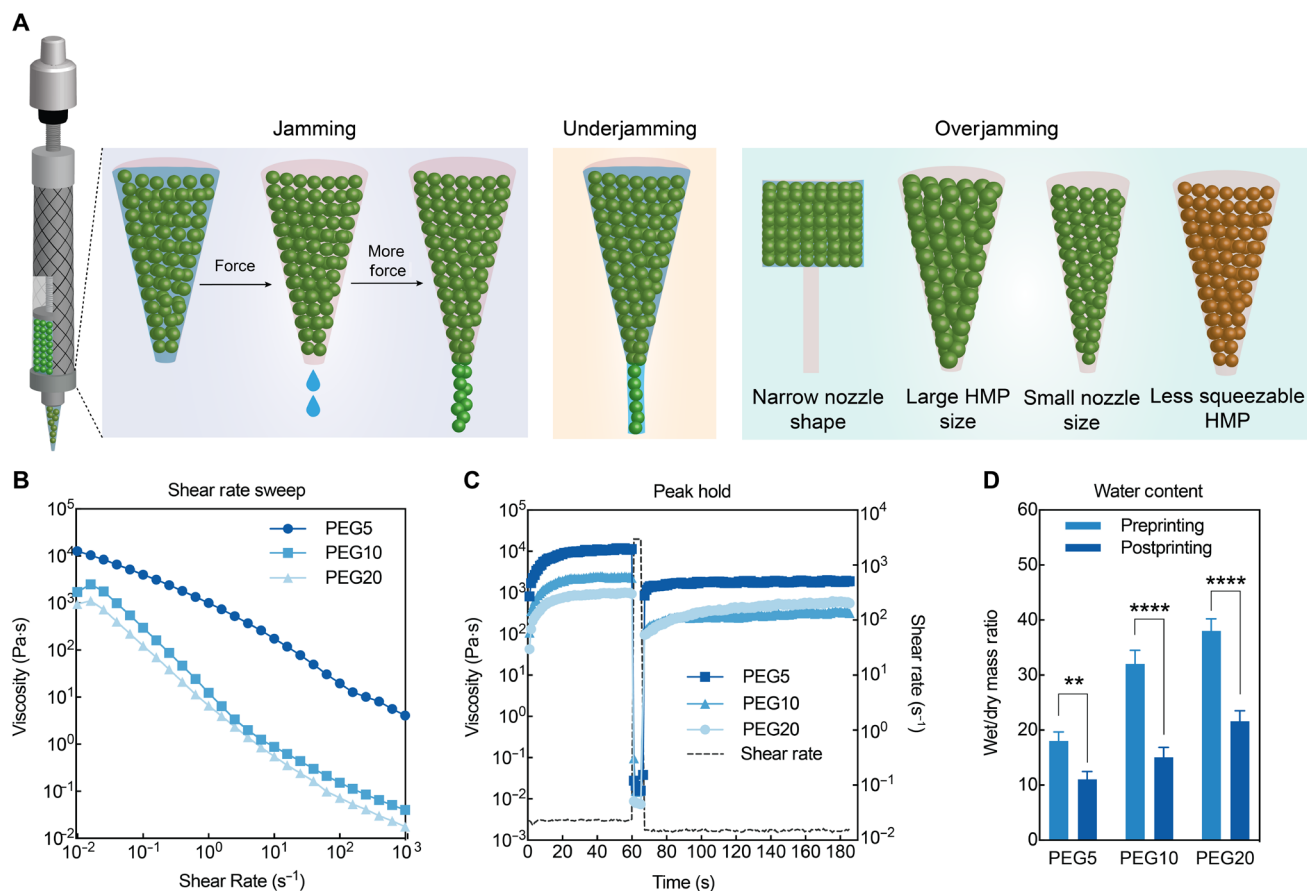 A
Jamming
Underjamming
Overjamming
Force
More
force
Narrow nozzle
shape
Large HMP
size
Small nozzle
size
Less squeezable
HMP
B
Shear rate sweep
10⁵
10⁴
10³
10²
10¹
10⁰
10⁻¹
10⁻²
Viscosity (Pa·s)
PEG5
PEG10
PEG20
10⁻² 10⁻¹ 10⁰ 10¹ 10² 10³
Shear Rate (s⁻¹)
C
Peak hold
10⁵
10⁴
10³
10²
10¹
10⁰
10⁻¹
10⁻²
10⁻³
Viscosity (Pa·s)
PEG5
PEG10
PEG20
Shear rate
10⁴
10³
10²
10¹
10⁰
10⁻¹
10⁻²
Shear rate (s⁻¹)
0 20 40 60 80 100 120 140 160 180
Time (s)
D
Water content
Preprinting
Postprinting
60
50
40
30
20
10
0
Wet/dry mass ratio
**
****
****
PEG5 PEG10 PEG20